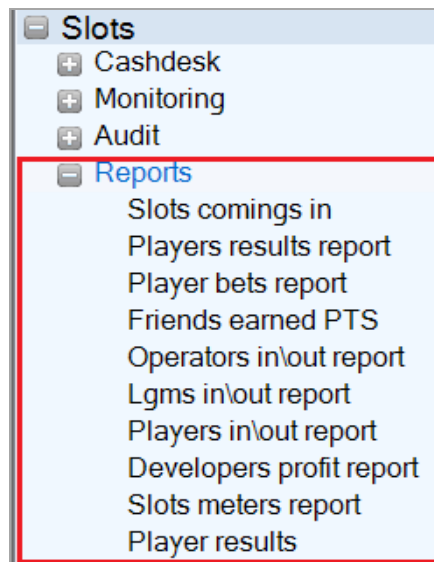 Slots
Cashdesk
Monitoring
Audit
Reports
Slots comings in
Players results report
Player bets report
Friends earned PTS
Operators in\out report
Lgms in\out report
Players in\out report
Developers profit report
Slots meters report
Player results